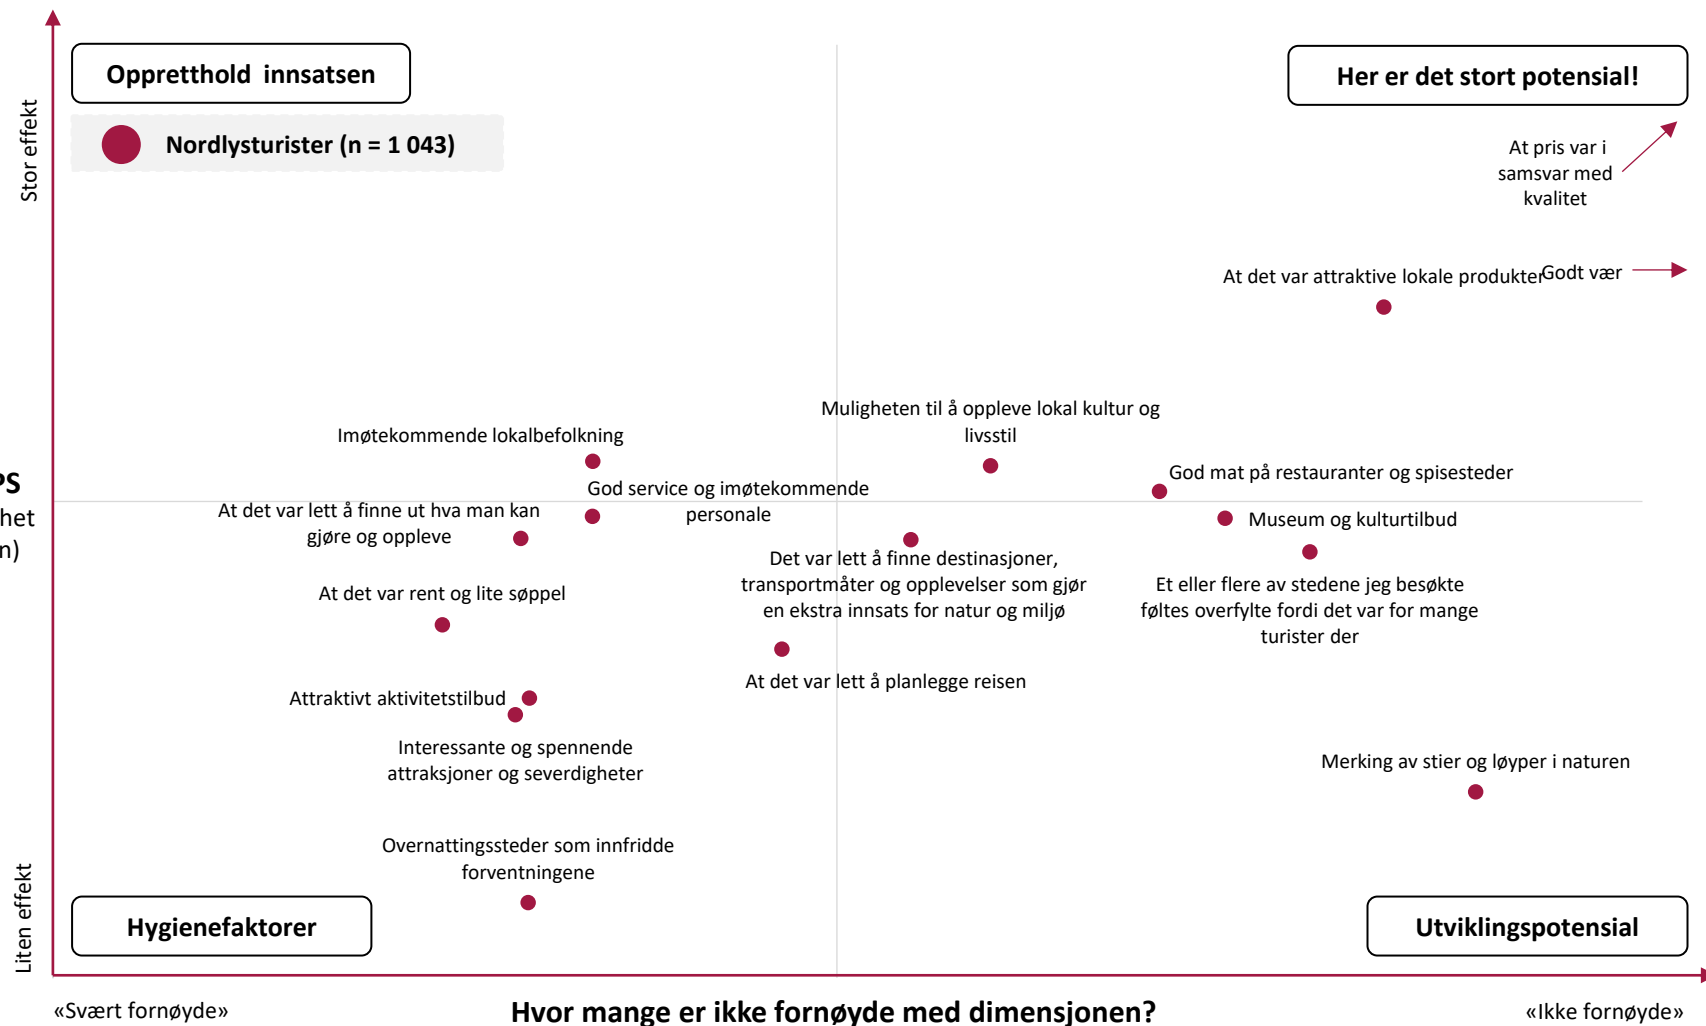 Oppretthold innsatsen
Her er det stort potensial!
Stor effekt
Nordlysturister (n = 1 043)
At pris var i
samsvar med
kvalitet
At det var attraktive lokale produkter
Godt vær
Muligheten til å oppleve lokal kultur og
livsstil
Imøtekommende lokalbefolkning
God mat på restauranter og spisesteder
God service og imøtekommende
personale
At det var lett å finne ut hva man kan
gjøre og oppleve
Museum og kulturtilbud
Det var lett å finne destinasjoner,
transportmåter og opplevelser som gjør
en ekstra innsats for natur og miljø
Et eller flere av stedene jeg besøkte
føltes overfylte fordi det var for mange
turister der
At det var rent og lite søppel
At det var lett å planlegge reisen
Attraktivt aktivitetstilbud
Interessante og spennende
attraksjoner og severdigheter
Merking av stier og løyper i naturen
Overnattingssteder som innfridde
forventningene
Liten effekt
Hygienefaktorer
Utviklingspotensial
«Svært fornøyde»
Hvor mange er ikke fornøyde med dimensjonen?
«Ikke fornøyde»